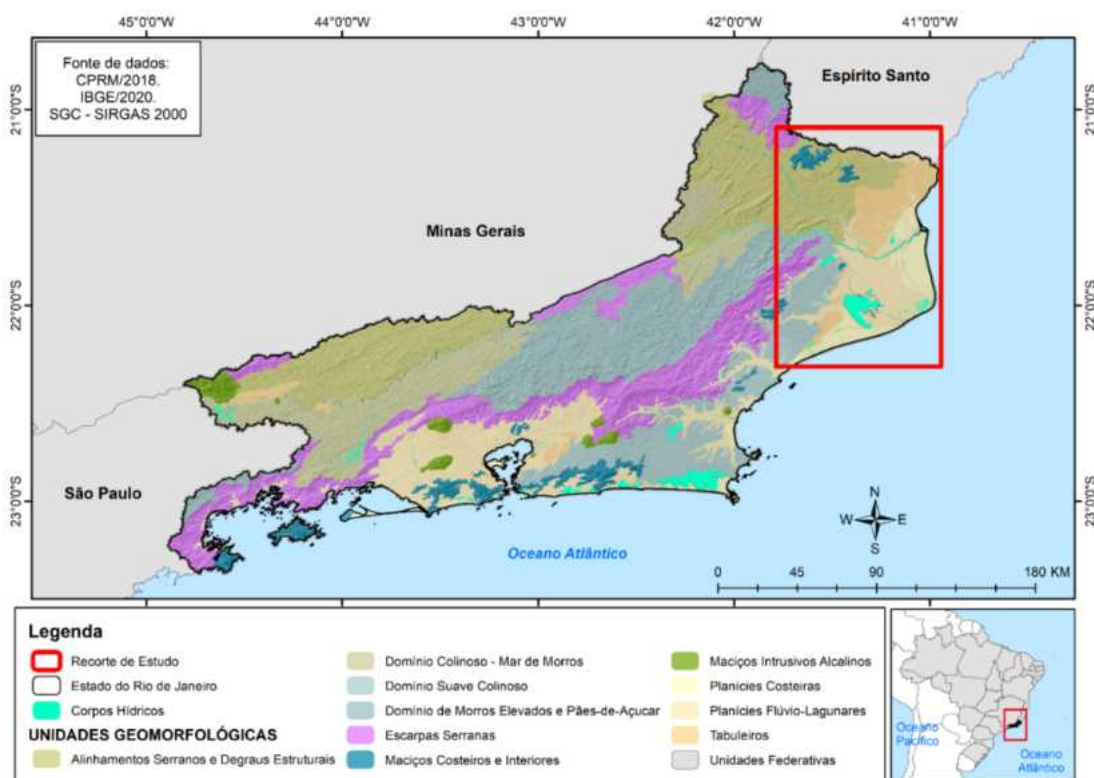 45°0'0"W
44°0'0"W
43°0'0"W
42°0'0"W
41°0'0"W
Fonte de dados:
CPRM/2018.
IBGE/2020.
SGC - SIRGAS 2000
Espírito Santo
21°0'0"S
21°0'0"S
Minas Gerais
22°0'0"S
22°0'0"S
São Paulo
23°0'0"S
23°0'0"S
N
W
E
S
Oceano Atlântico
0 45 90 180 KM
Legenda
Recorte de Estudo
Estado do Rio de Janeiro
Corpos Hídricos
UNIDADES GEOMORFOLÓGICAS
Alinhamentos Serranos e Degraus Estruturais
Domínio Colinoso - Mar de Morros
Domínio Suave Colinoso
Domínio de Morros Elevados e Pães-de-Açucar
Escarpas Serranas
Maciços Costeiros e Interiores
Maciços Intrusivos Alcalinos
Planícies Costeiras
Planícies Flúvio-Lagunares
Tabuleiros
Unidades Federativas
Oceano
Pacífico
Oceano
Atlântico